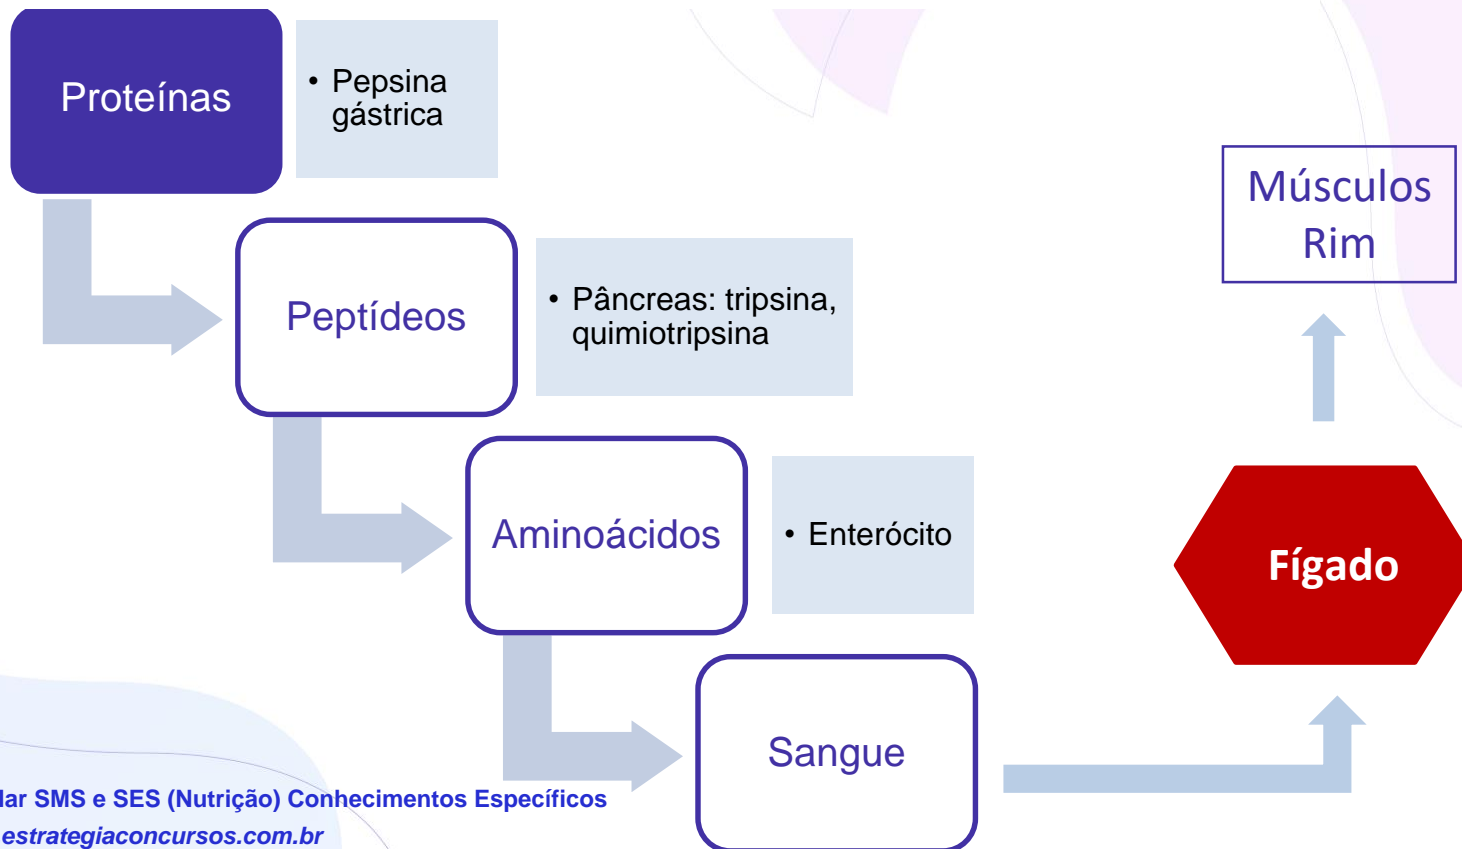 Proteínas
• Pepsina
gástrica
Peptídeos
• Pâncreas: tripsina,
quimiotripsina
Aminoácidos
• Enterócito
Sangue
Fígado
Músculos
Rim
SMS e SES (Nutrição) Conhecimentos Específicos
estrategiaconcursos.com.br